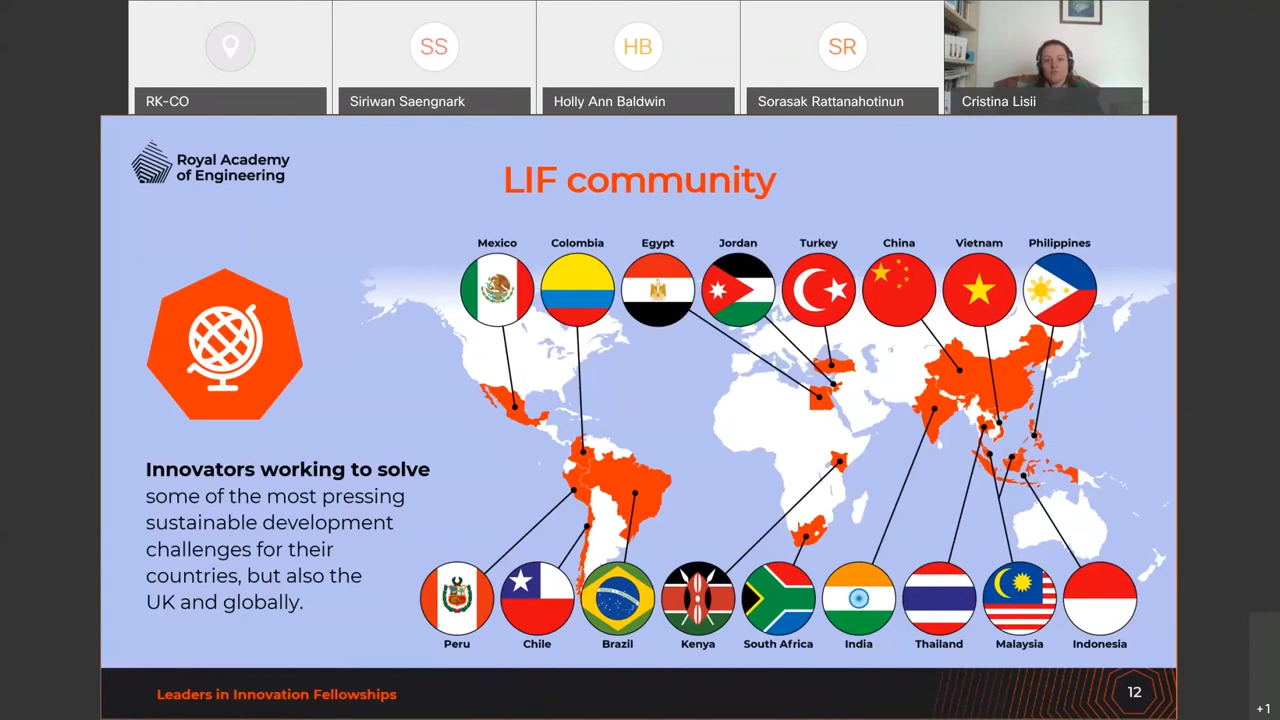 RK-CO
SS
Siriwan Saengnark
HB
Holly Ann Baldwin
SR
Sorasak Rattanahotinun
Cristina Lisii
Royal Academy
of Engineering
LIF community
Mexico
Colombia
Egypt
Jordan
Turkey
China
Vietnam
Philippines
Innovators working to solve
some of the most pressing
sustainable development
challenges for their
countries, but also the
UK and globally.
Peru
Chile
Brazil
Kenya
South Africa
India
Thailand
Malaysia
Indonesia
Leaders in Innovation Fellowships
12
+1